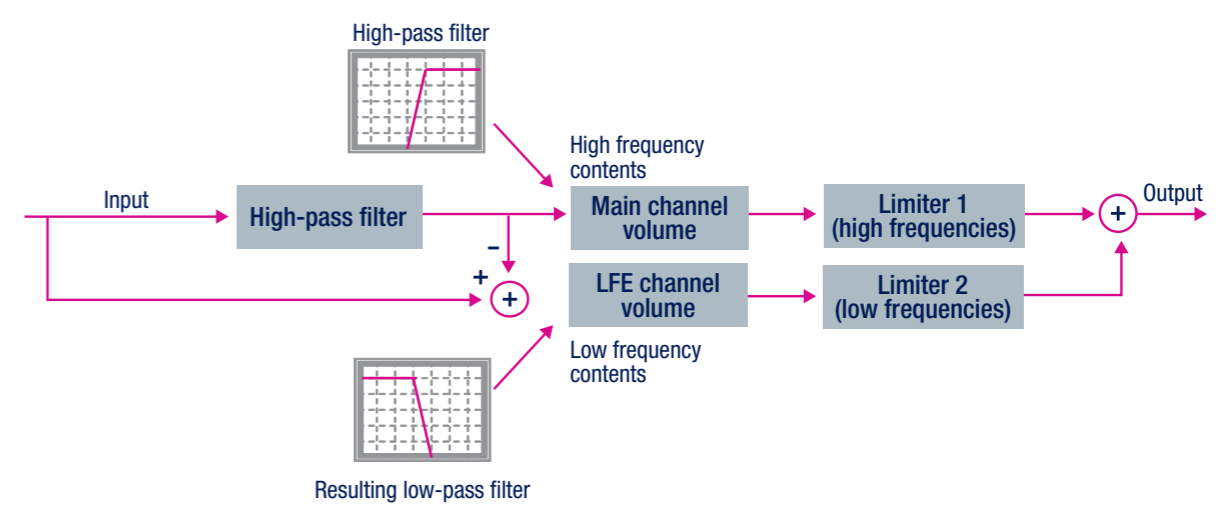 High-pass filter
High frequency
contents
Input
High-pass filter
Main channel
volume
Limiter 1
(high frequencies)
+
Output
–
+
+
LFE channel
volume
Limiter 2
(low frequencies)
Low frequency
contents
Resulting low-pass filter